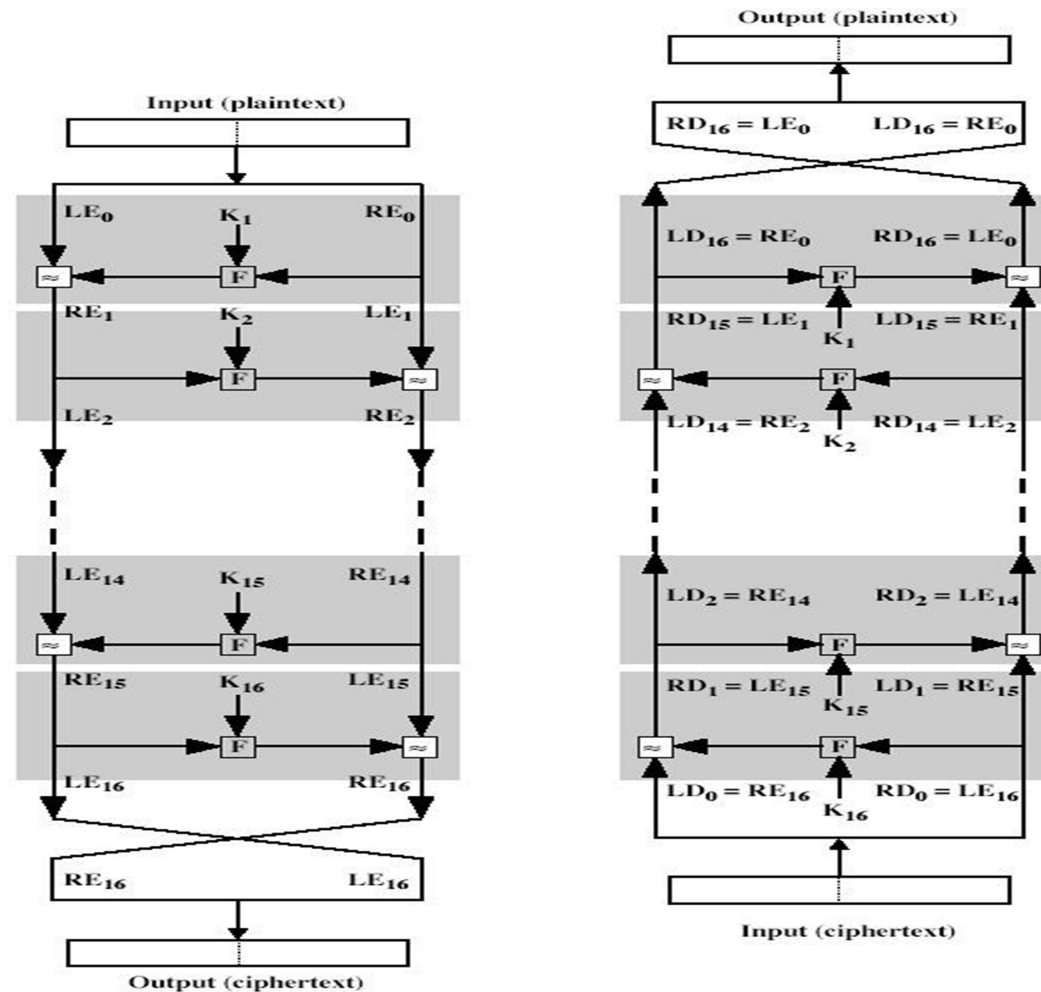 Input (plaintext)
LE₀ K₁ RE₀
≈ F
RE₁ K₂ LE₁
F ≈
LE₂ RE₂
LE₁₄ K₁₅ RE₁₄
≈ F
RE₁₅ K₁₆ LE₁₅
F ≈
LE₁₆ RE₁₆
RE₁₆ LE₁₆
Output (ciphertext)
Output (plaintext)
RD₁₆ = LE₀ LD₁₆ = RE₀
LD₁₆ = RE₀ RD₁₆ = LE₀
F ≈
RD₁₅ = LE₁ K₁ LD₁₅ = RE₁
≈ F
LD₁₄ = RE₂ K₂ RD₁₄ = LE₂
LD₂ = RE₁₄ RD₂ = LE₁₄
F ≈
RD₁ = LE₁₅ K₁₅ LD₁ = RE₁₅
≈ F
LD₀ = RE₁₆ K₁₆ RD₀ = LE₁₆
Input (ciphertext)